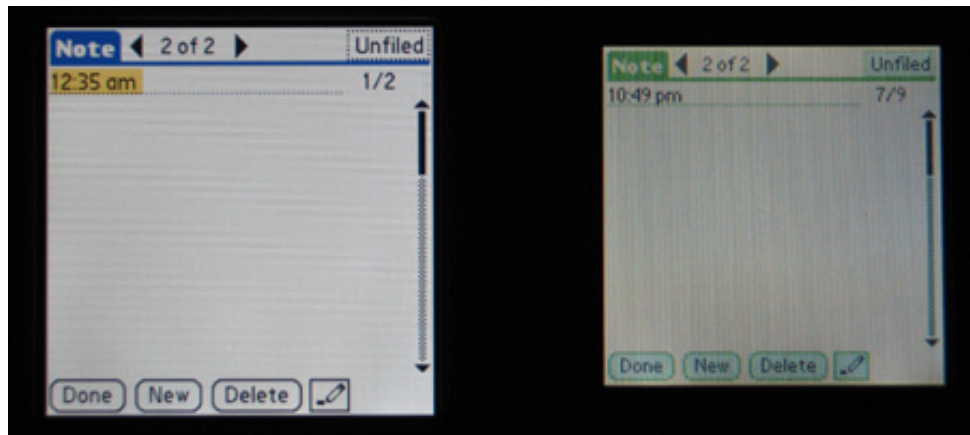 Note 2 of 2 Unfiled
12:35 am 1/2
Done New Delete
Note 2 of 2 Unfiled
10:49 pm 7/9
Done New Delete